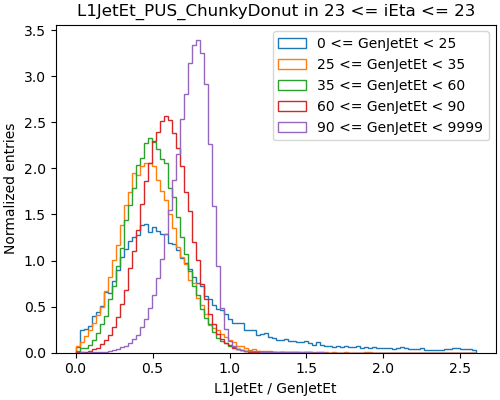 L1JetEt_PUS_ChunkyDonut in 23 <= iEta <= 23
3.5
3.0
2.5
2.0
1.5
1.0
0.5
0.0
Normalized entries
0 <= GenJetEt < 25
25 <= GenJetEt < 35
35 <= GenJetEt < 60
60 <= GenJetEt < 90
90 <= GenJetEt < 9999
0.0 0.5 1.0 1.5 2.0 2.5
L1JetEt / GenJetEt